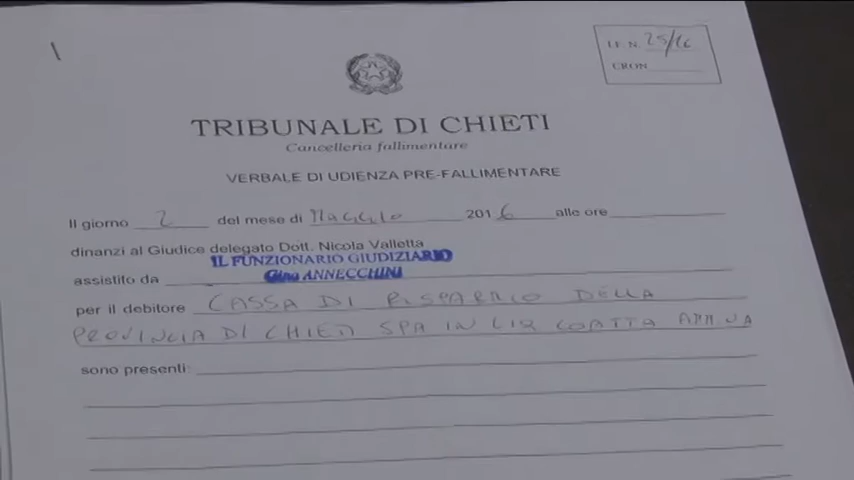 I.F. N. 25/16
CRON
TRIBUNALE DI CHIETI
Cancelleria fallimentare
VERBALE DI UDIENZA PRE-FALLIMENTARE
Il giorno 2 del mese di Maggio 2016 alle ore
dinanzi al Giudice delegato Dott. Nicola Valletta
IL FUNZIONARIO GIUDIZIARIO
assistito da Gino ANNECCHINI
per il debitore CASSA DI RISPARMIO DELLA
PROVINCIA DI CHIETI SPA IN LIQ COATTA AMM.VA
sono presenti: